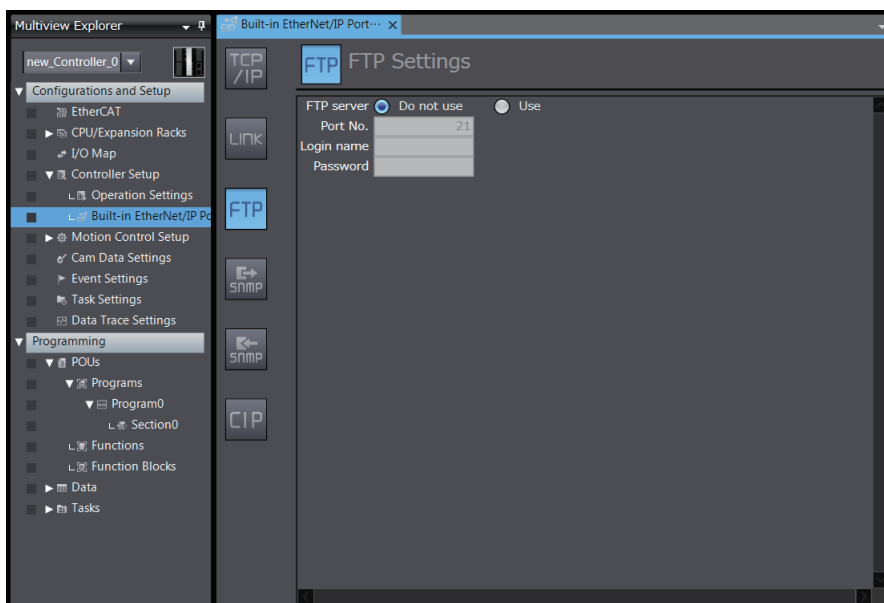 Multiview Explorer
new_Controller_0
Configurations and Setup
EtherCAT
CPU/Expansion Racks
I/O Map
Controller Setup
Operation Settings
Built-in EtherNet/IP Po
Motion Control Setup
Cam Data Settings
Event Settings
Task Settings
Data Trace Settings
Programming
POUs
Programs
Program0
Section0
Functions
Function Blocks
Data
Tasks
EIP Built-in EtherNet/IP Port···
TCP
/IP
LINK
FTP
SNMP
SNMP
CIP
FTP FTP Settings
FTP server Do not use Use
Port No. 21
Login name
Password